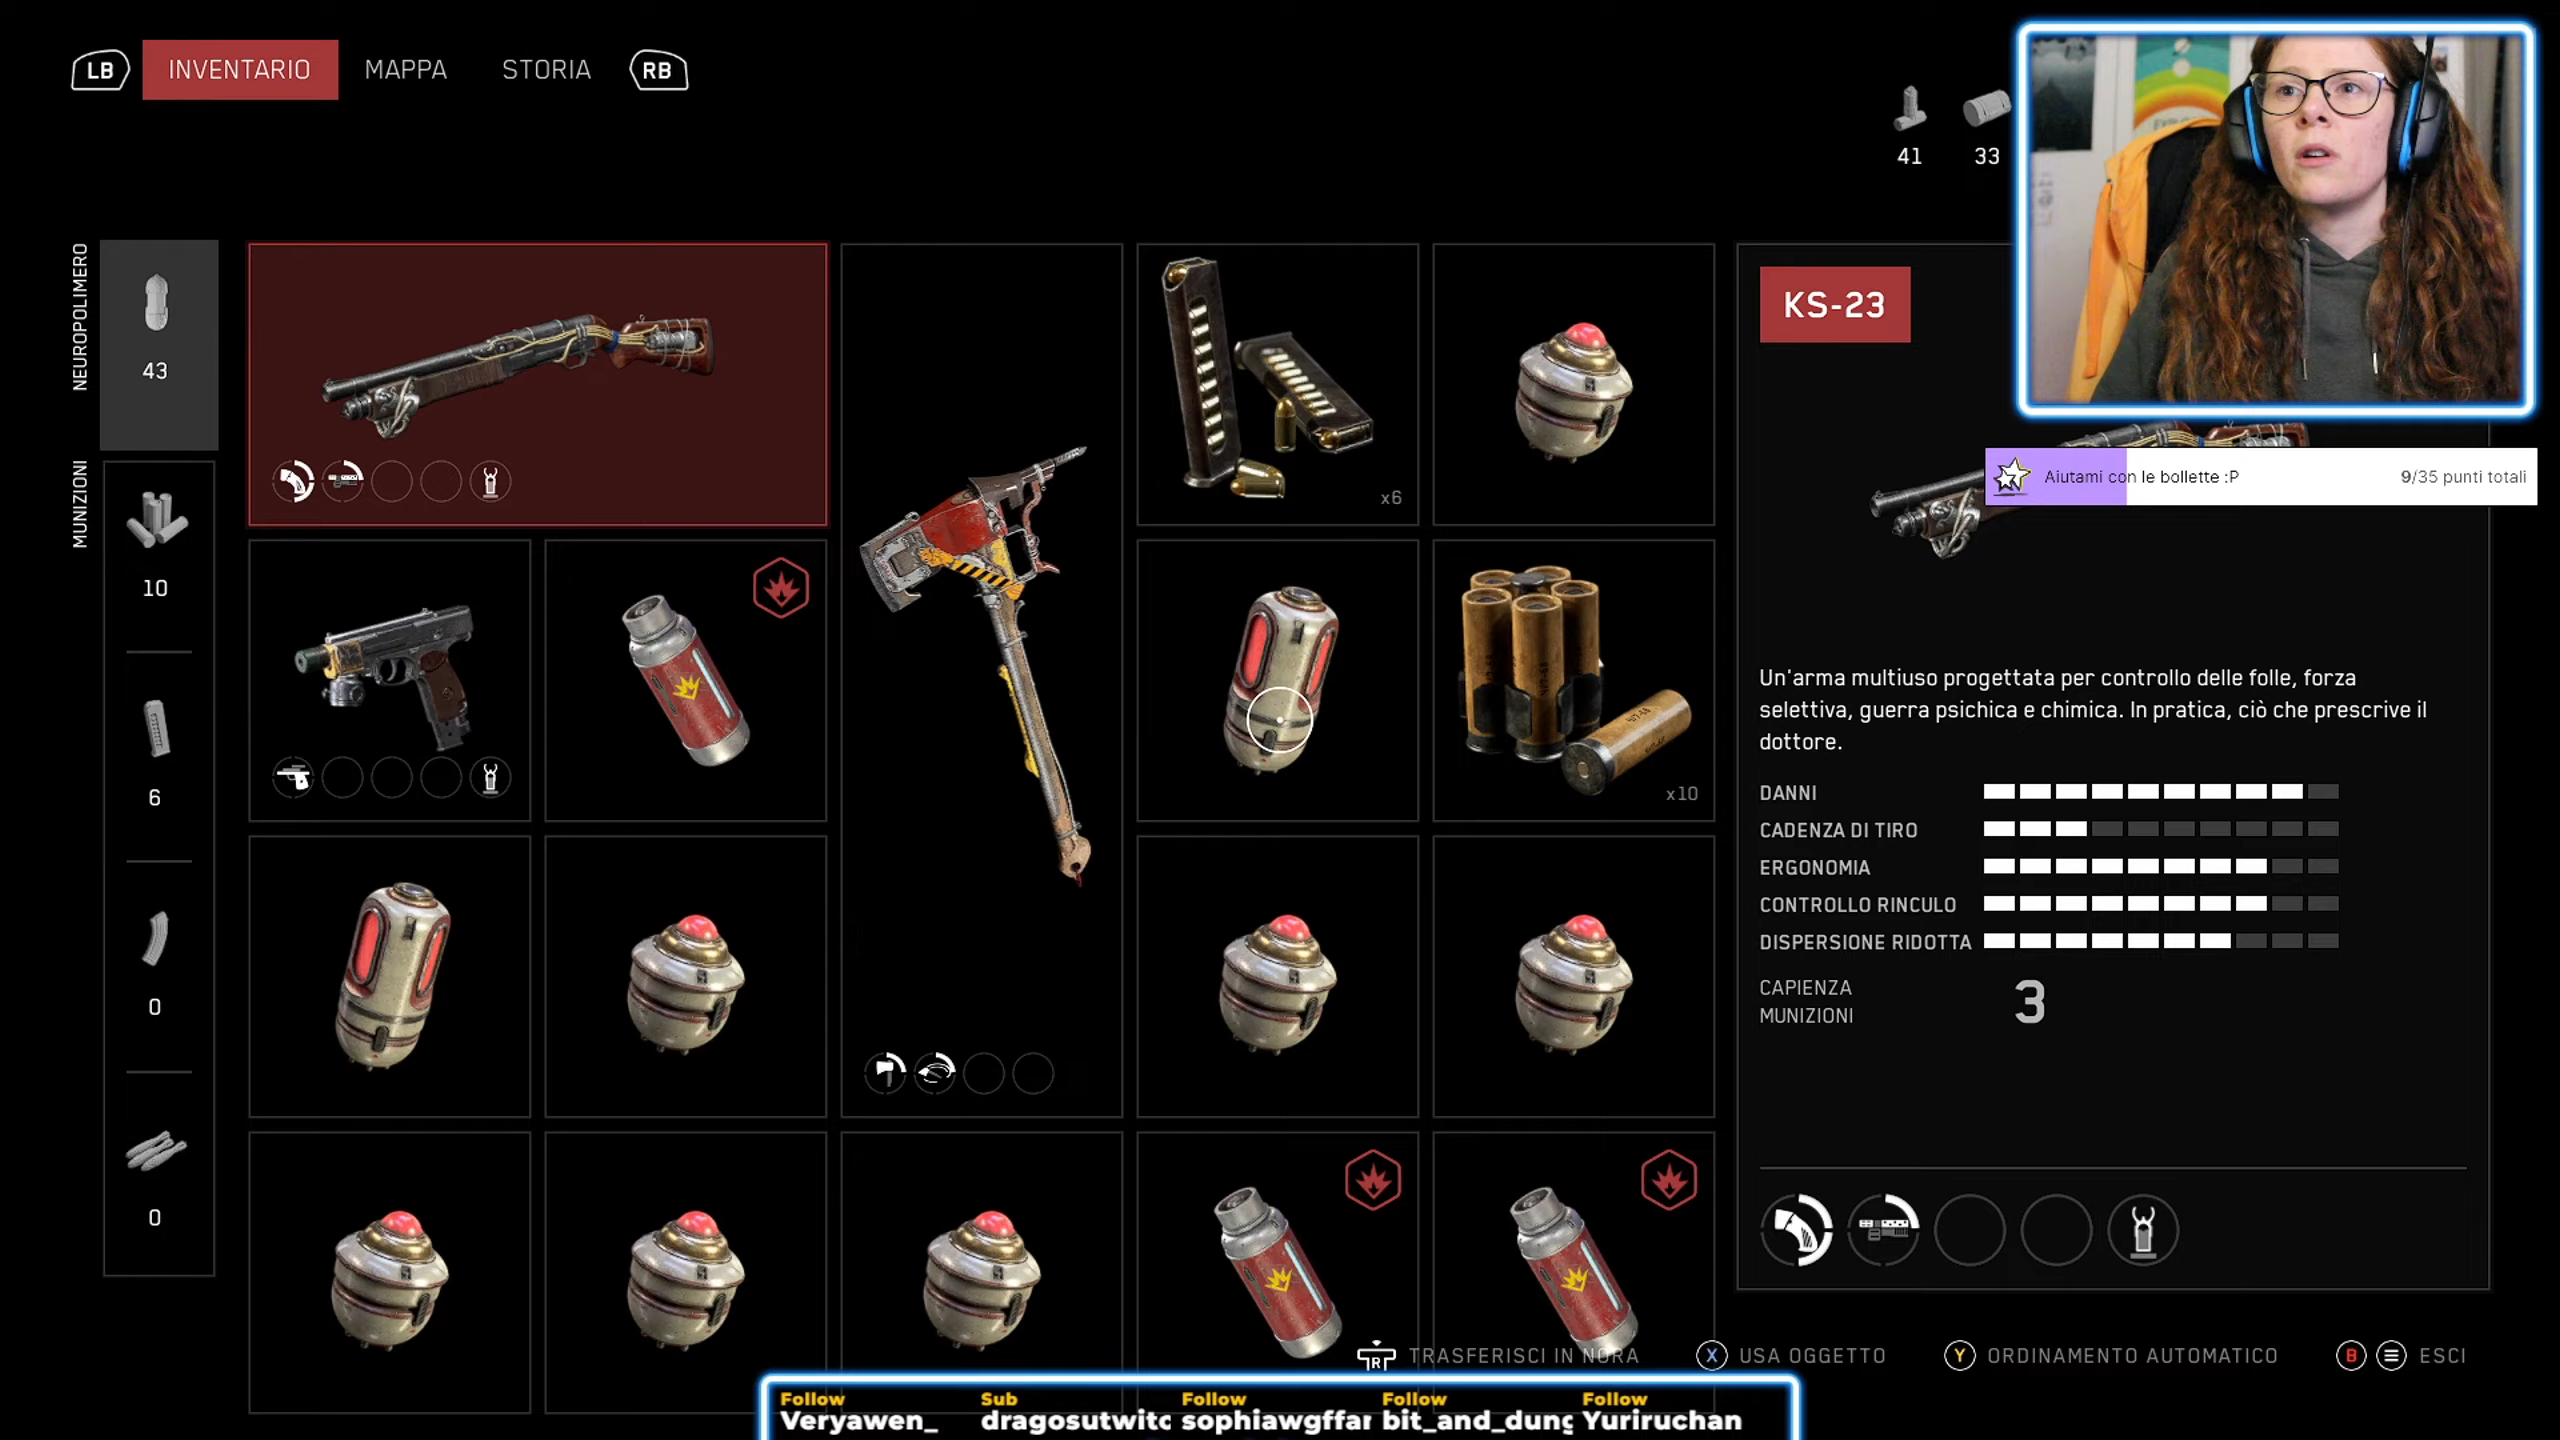 LB INVENTARIO MAPPA STORIA RB
41 33
NEUROPOLIMERO
43
MUNIZIONI
10
6
0
0
x6
x10
KS-23
Aiutami con le bollette :P 9/35 punti totali
Un'arma multiuso progettata per controllo delle folle, forza
selettiva, guerra psichica e chimica. In pratica, ciò che prescrive il
dottore.
DANNI
CADENZA DI TIRO
ERGONOMIA
CONTROLLO RINCULO
DISPERSIONE RIDOTTA
CAPIENZA
MUNIZIONI
3
R TRASFERISCI IN NORA X USA OGGETTO Y ORDINAMENTO AUTOMATICO B ESCI
Follow Sub Follow Follow Follow
Veryawen_ dragosutwitc sophiawgffar bit_and_dung Yuriruchan